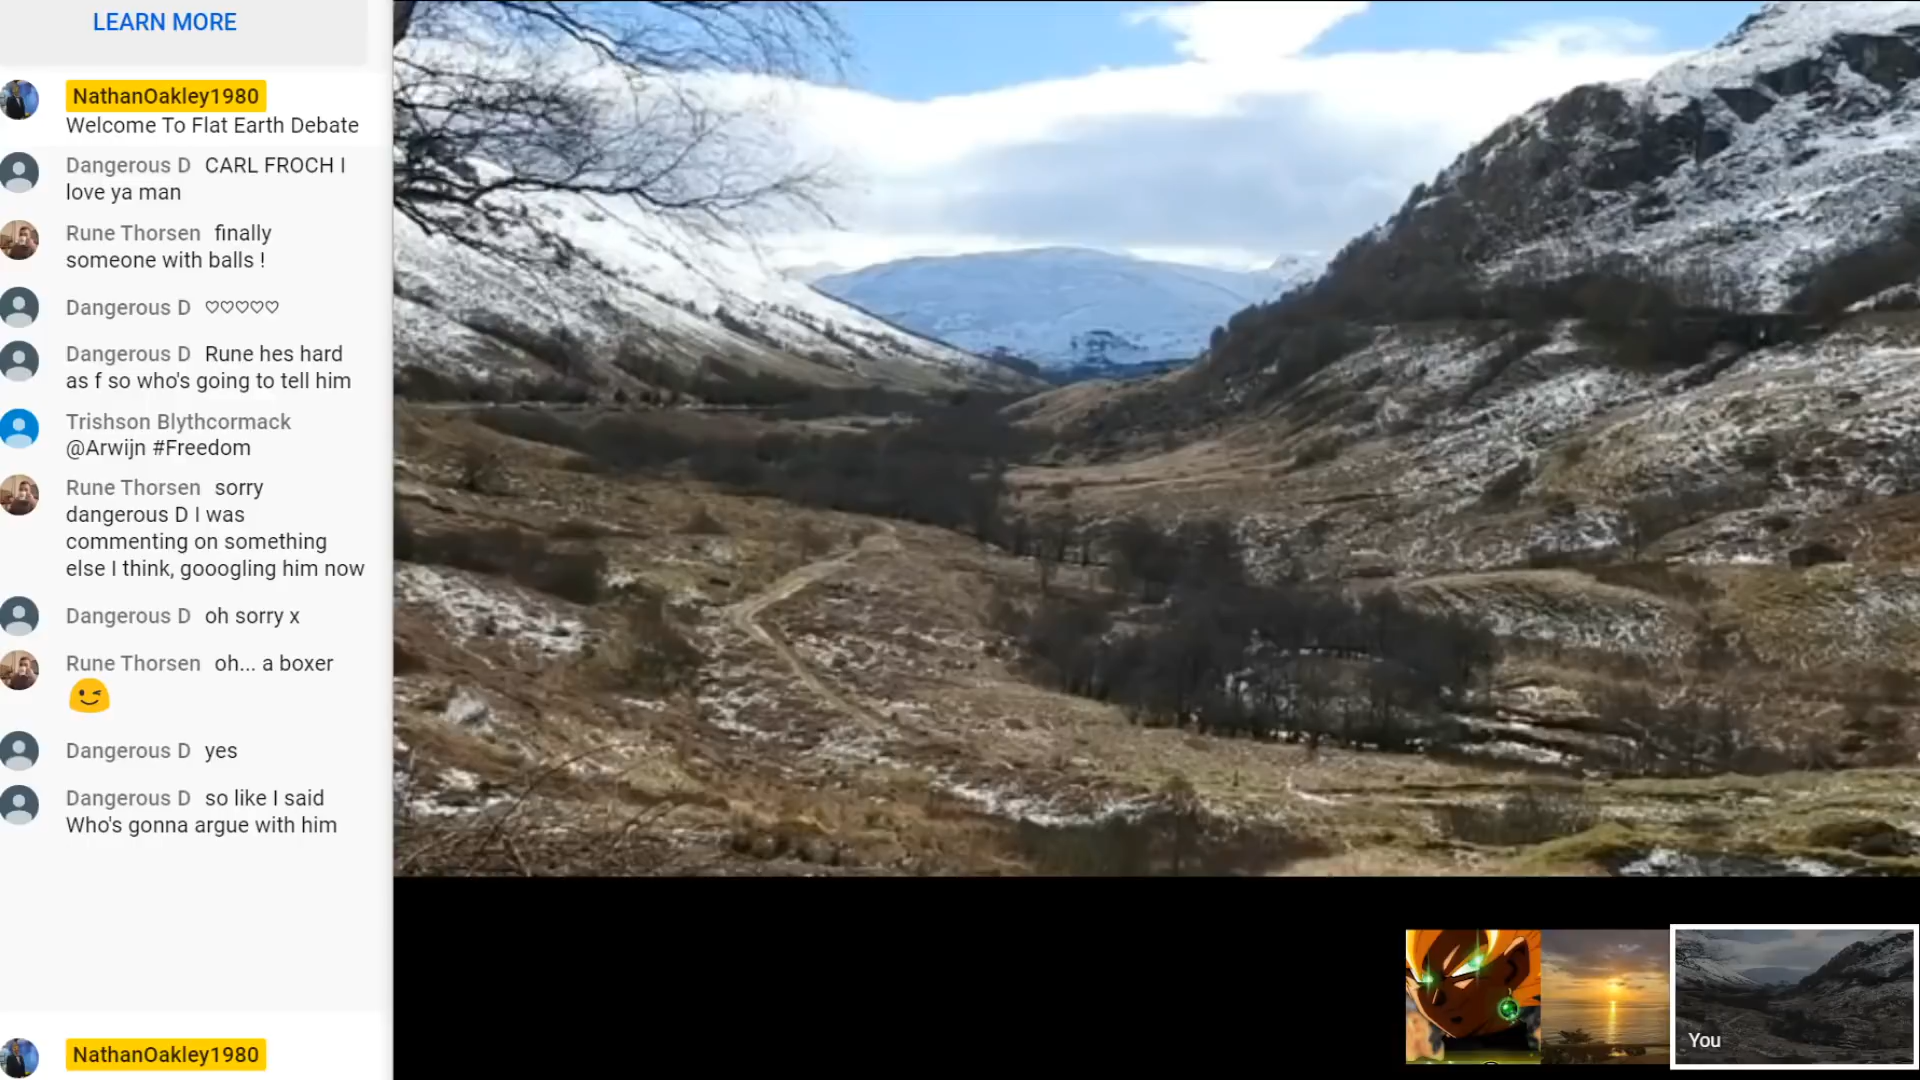 LEARN MORE
NathanOakley1980
Welcome To Flat Earth Debate
Dangerous D CARL FROCH I
love ya man
Rune Thorsen finally
someone with balls !
Dangerous D ♡♡♡♡♡
Dangerous D Rune hes hard
as f so who's going to tell him
Trishson Blythcormack
@Arwijn #Freedom
Rune Thorsen sorry
dangerous D I was
commenting on something
else I think, gooogling him now
Dangerous D oh sorry x
Rune Thorsen oh... a boxer
😉
Dangerous D yes
Dangerous D so like I said
Who's gonna argue with him
NathanOakley1980
You